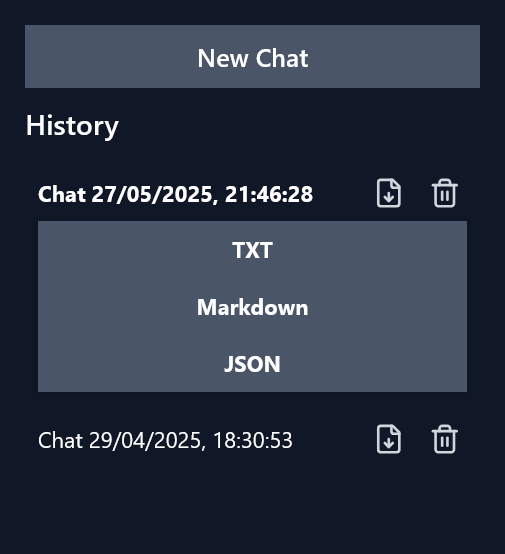 New Chat
History
Chat 27/05/2025, 21:46:28
TXT
Markdown
JSON
Chat 29/04/2025, 18:30:53